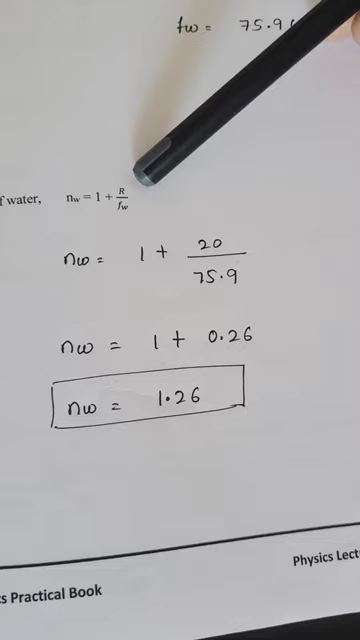 fw = 75.9
f water, nw = 1 + R/fw
nw = 1 + 20/75.9
nw = 1 + 0.26
nw = 1.26
Physics Lect
s Practical Book